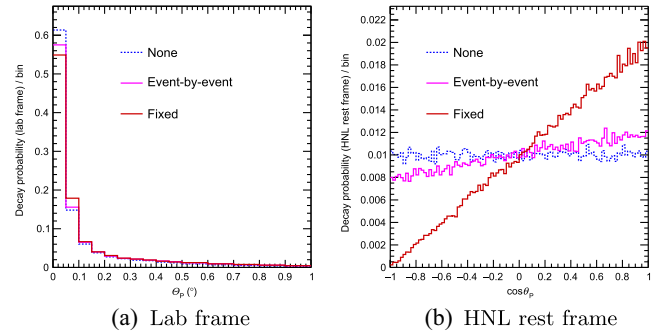 Decay probability (lab frame) / bin
0.6
0.5
0.4
0.3
0.2
0.1
0
None
Event-by-event
Fixed
0 0.1 0.2 0.3 0.4 0.5 0.6 0.7 0.8 0.9 1
Θₚ (°)
(a) Lab frame
Decay probability (HNL rest frame) / bin
0.022
0.02
0.018
0.016
0.014
0.012
0.01
0.008
0.006
0.004
0.002
0
None
Event-by-event
Fixed
−1 −0.8 −0.6 −0.4 −0.2 0 0.2 0.4 0.6 0.8 1
cosθₚ
(b) HNL rest frame